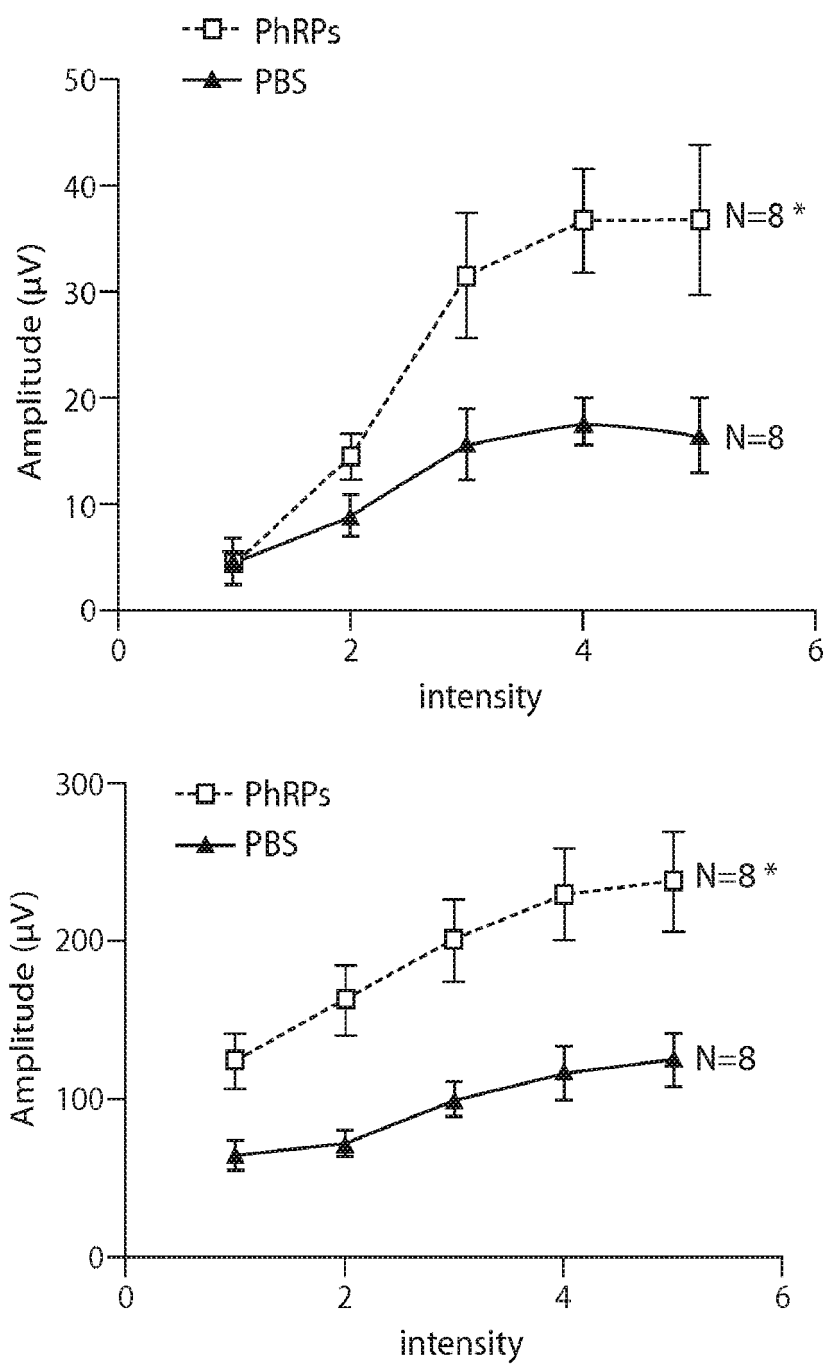 PhRPs
PBS
50
40
30
20
10
0
Amplitude (µV)
N=8 *
N=8
0 2 4 6
intensity
300
200
100
0
PhRPs
PBS
Amplitude (µV)
N=8 *
N=8
0 2 4 6
intensity